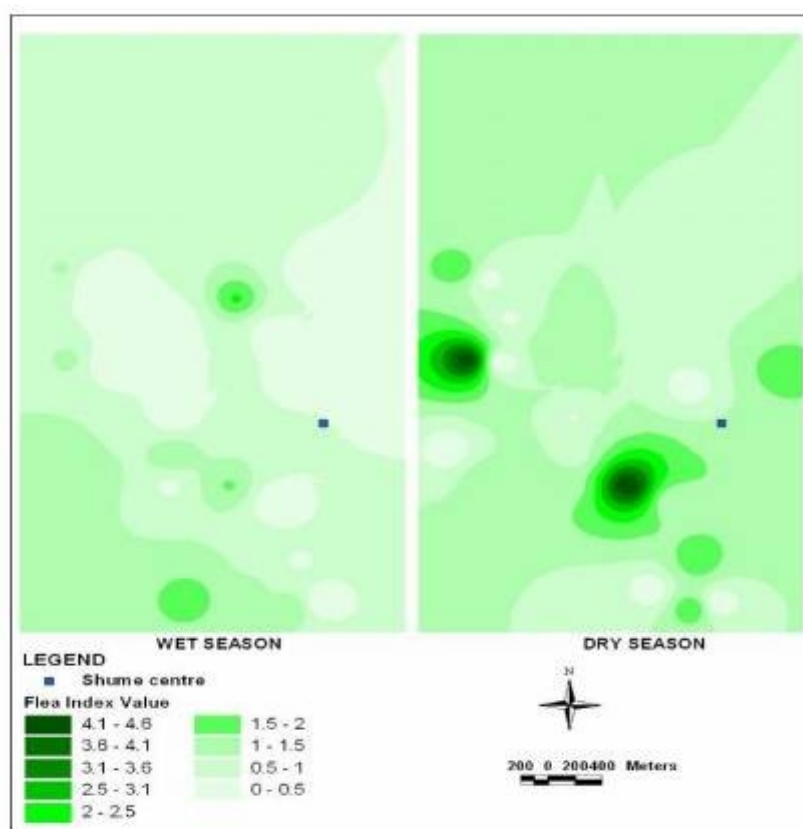 WET SEASON
DRY SEASON
LEGEND
Shume centre
Flea Index Value
4.1 - 4.6
3.6 - 4.1
3.1 - 3.6
2.5 - 3.1
2 - 2.5
1.5 - 2
1 - 1.5
0.5 - 1
0 - 0.5
N
200 0 200400 Meters